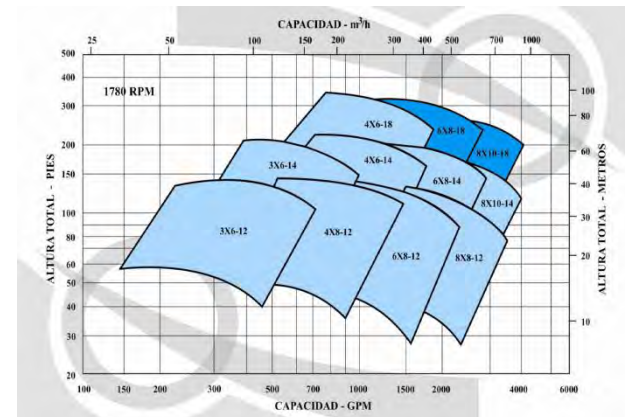 CAPACIDAD - m³/h
25 50 100 150 200 300 400 500 700 1000
500
400
300
200
150
100
80
60
50
40
30
20
ALTURA TOTAL - PIES
1780 RPM
4X6-18
6X8-18
8X10-18
3X6-14
4X6-14
6X8-14
8X10-14
3X6-12
4X8-12
6X8-12
8X8-12
100
80
60
40
30
20
10
ALTURA TOTAL - METROS
100 150 200 300 400 500 700 1000 1500 2000 4000 6000
CAPACIDAD - GPM